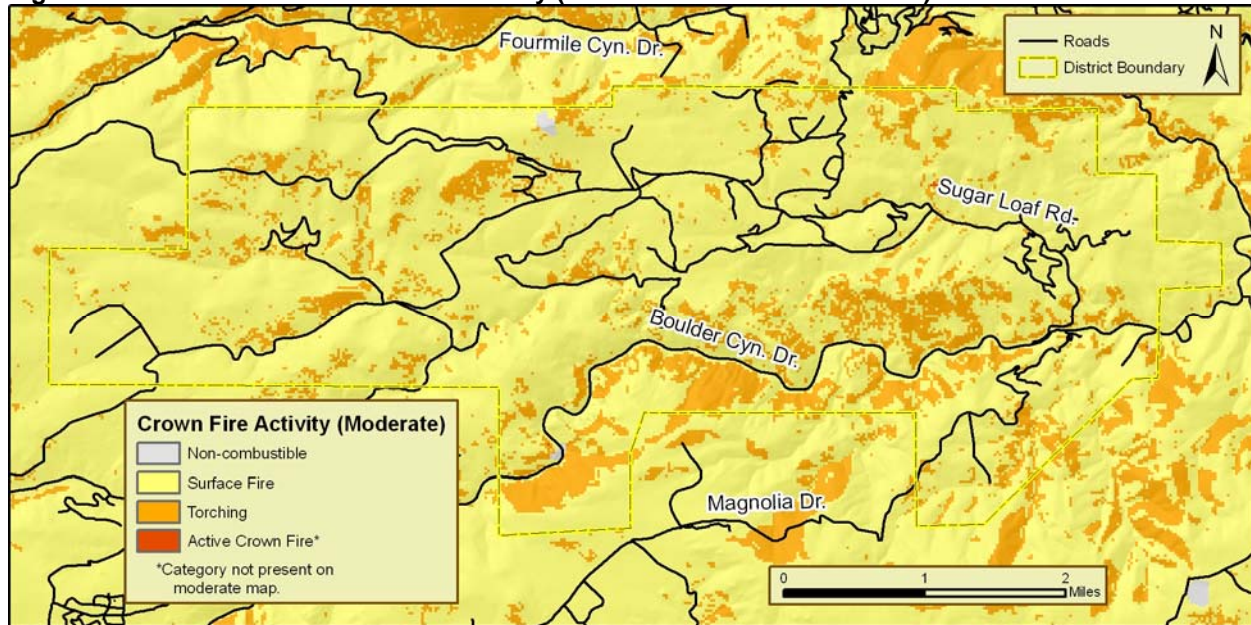 Fourmile Cyn. Dr.
Roads
District Boundary
N
Sugar Loaf Rd.
Boulder Cyn. Dr.
Magnolia Dr.
Crown Fire Activity (Moderate)
Non-combustible
Surface Fire
Torching
Active Crown Fire*
*Category not present on
moderate map.
0 1 2
Miles